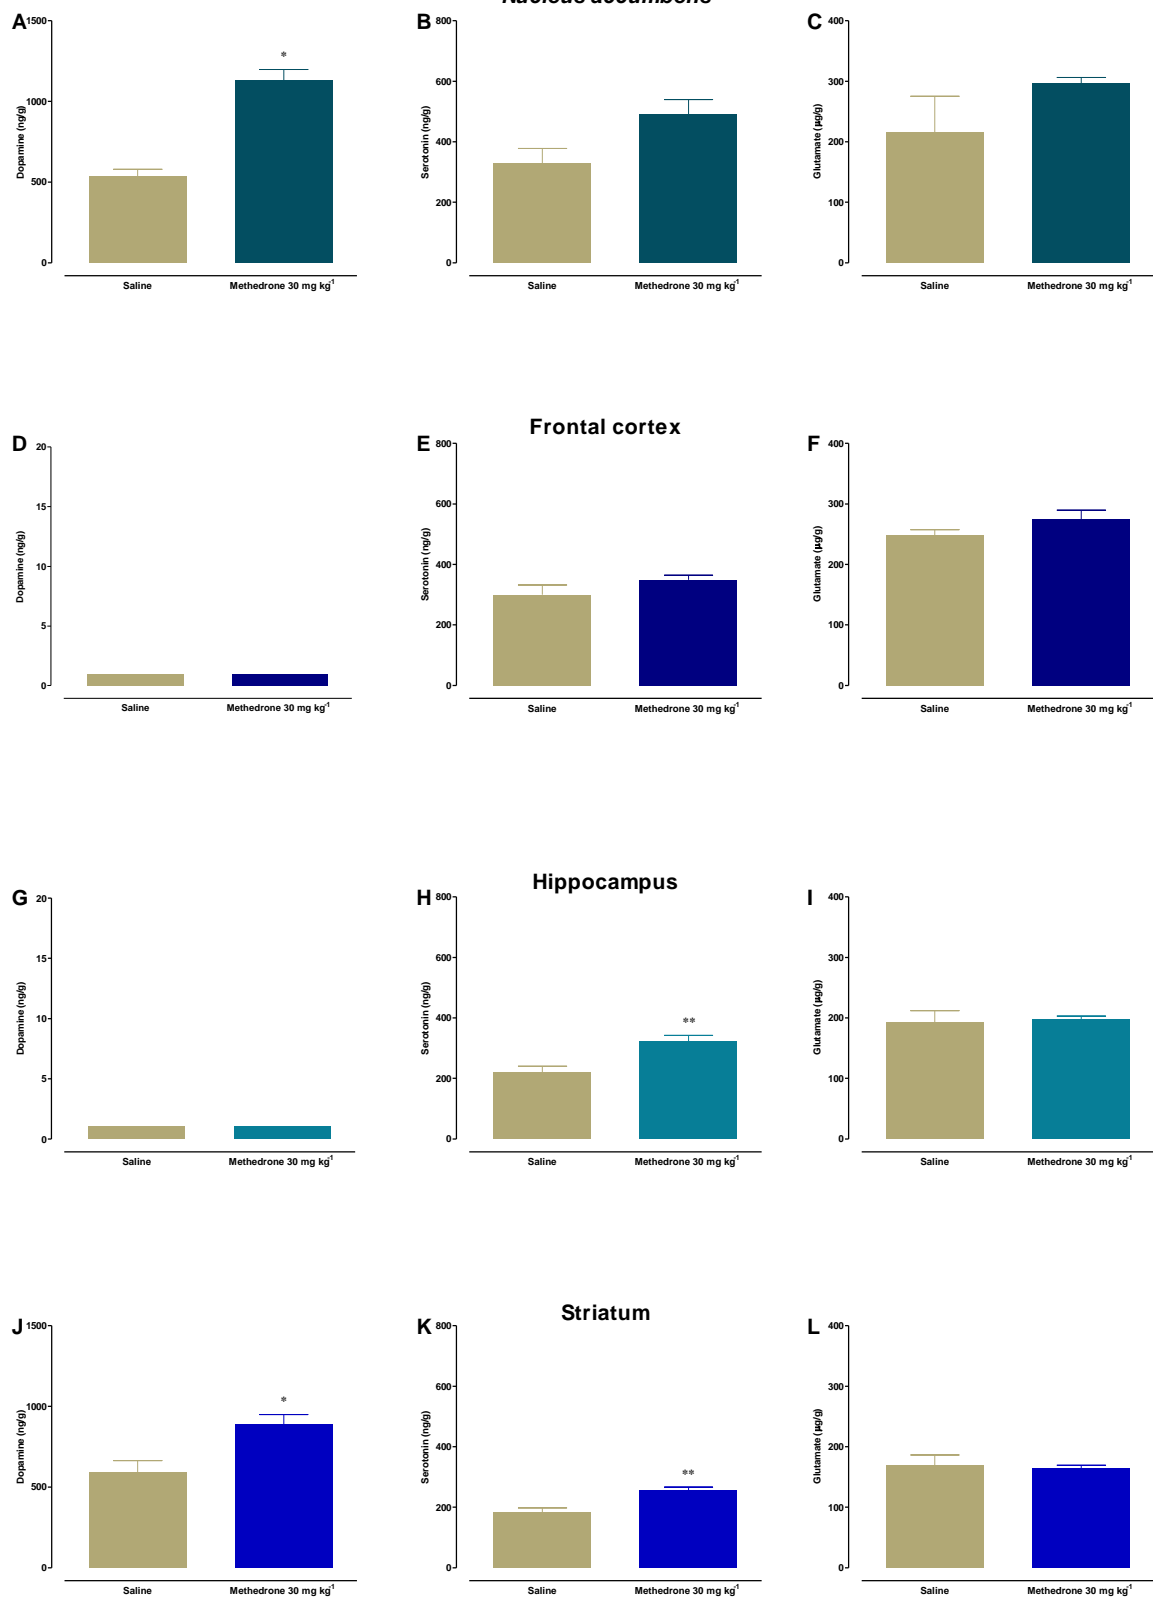 Nucleus accumbens
A
1500
1000
500
0
Dopamine (ng/g)
*
Saline
Methedrone 30 mg kg-1
B
800
600
400
200
0
Serotonin (ng/g)
Saline
Methedrone 30 mg kg-1
C
400
300
200
100
0
Glutamate (µg/g)
Saline
Methedrone 30 mg kg-1
Frontal cortex
D
20
15
10
5
0
Dopamine (ng/g)
Saline
Methedrone 30 mg kg-1
E
800
600
400
200
0
Serotonin (ng/g)
Saline
Methedrone 30 mg kg-1
F
400
300
200
100
0
Glutamate (µg/g)
Saline
Methedrone 30 mg kg-1
Hippocampus
G
20
15
10
5
0
Dopamine (ng/g)
Saline
Methedrone 30 mg kg-1
H
800
600
400
200
0
Serotonin (ng/g)
**
Saline
Methedrone 30 mg kg-1
I
400
300
200
100
0
Glutamate (µg/g)
Saline
Methedrone 30 mg kg-1
Striatum
J
1500
1000
500
0
Dopamine (ng/g)
*
Saline
Methedrone 30 mg kg-1
K
800
600
400
200
0
Serotonin (ng/g)
**
Saline
Methedrone 30 mg kg-1
L
400
300
200
100
0
Glutamate (µg/g)
Saline
Methedrone 30 mg kg-1